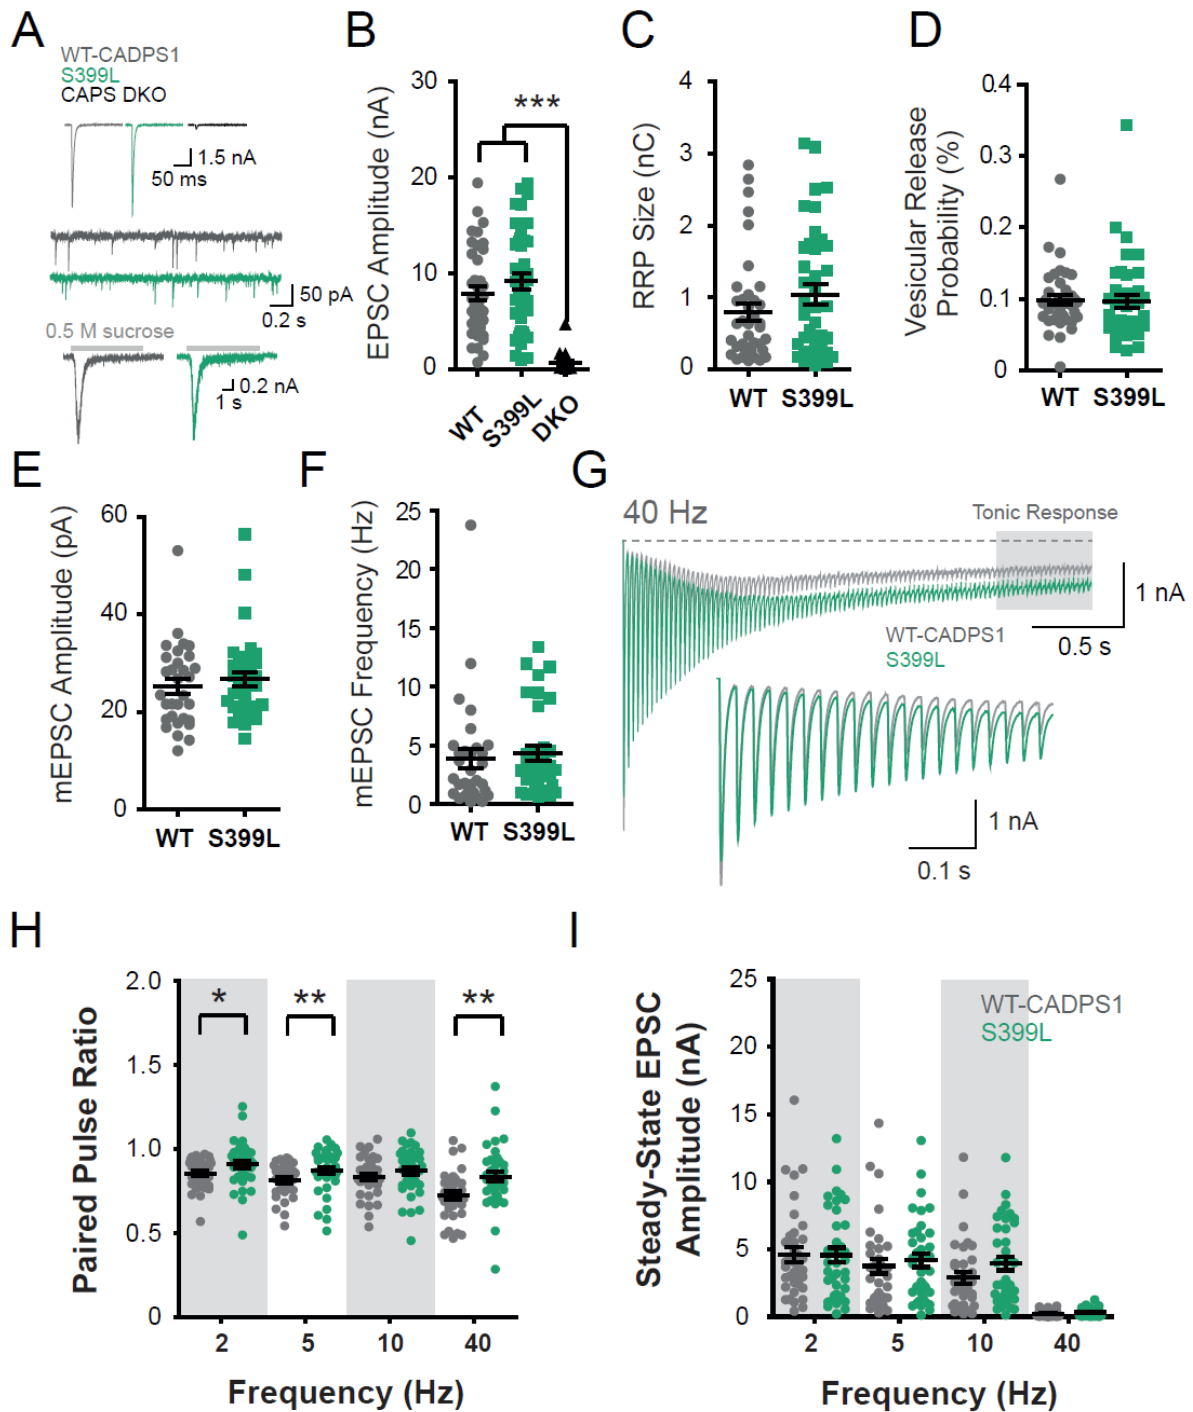 A
WT-CADPS1
S399L
CAPS DKO
1.5 nA
50 ms
50 pA
0.2 s
0.5 M sucrose
0.2 nA
1 s
B
EPSC Amplitude (nA)
30
20
10
0
***
WT
S399L
DKO
C
RRP Size (nC)
4
3
2
1
0
WT
S399L
D
Vesicular Release
Probability (%)
0.4
0.3
0.2
0.1
0
WT
S399L
E
mEPSC Amplitude (pA)
60
40
20
0
WT
S399L
F
mEPSC Frequency (Hz)
25
20
15
10
5
0
WT
S399L
G
40 Hz
Tonic Response
1 nA
0.5 s
WT-CADPS1
S399L
1 nA
0.1 s
H
Paired Pulse Ratio
2.0
1.5
1.0
0.5
0
*
**
**
2
5
10
40
Frequency (Hz)
I
Steady-State EPSC
Amplitude (nA)
25
20
15
10
5
0
WT-CADPS1
S399L
2
5
10
40
Frequency (Hz)